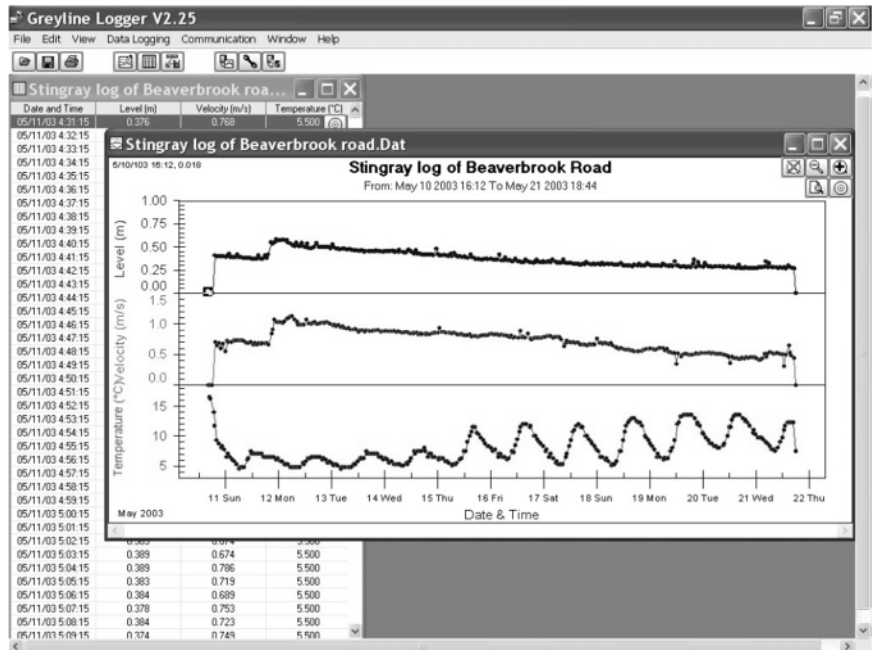 Greyline Logger V2.25
File Edit View Data Logging Communication Window Help
Stingray log of Beaverbrook roa...
Date and Time Level (m) Velocity (m/s) Temperature (°C)
05/11/03 4:31:15 0.376 0.768 5.500
05/11/03 4:32:15
05/11/03 4:33:15
05/11/03 4:34:15
05/11/03 4:35:15
05/11/03 4:36:15
05/11/03 4:37:15
05/11/03 4:38:15
05/11/03 4:39:15
05/11/03 4:40:15
05/11/03 4:41:15
05/11/03 4:42:15
05/11/03 4:43:15
05/11/03 4:44:15
05/11/03 4:45:15
05/11/03 4:46:15
05/11/03 4:47:15
05/11/03 4:48:15
05/11/03 4:49:15
05/11/03 4:50:15
05/11/03 4:51:15
05/11/03 4:52:15
05/11/03 4:53:15
05/11/03 4:54:15
05/11/03 4:55:15
05/11/03 4:56:15
05/11/03 4:57:15
05/11/03 4:58:15
05/11/03 4:59:15
05/11/03 5:00:15
05/11/03 5:01:15
05/11/03 5:02:15
05/11/03 5:03:15 0.389 0.674 5.500
05/11/03 5:04:15 0.389 0.786 5.500
05/11/03 5:05:15 0.383 0.719 5.500
05/11/03 5:06:15 0.384 0.689 5.500
05/11/03 5:07:15 0.378 0.753 5.500
05/11/03 5:08:15 0.384 0.723 5.500
05/11/03 5:09:15 0.374 0.749 5.500
Stingray log of Beaverbrook road.Dat
5/10/103 16:12, 0.018
Stingray log of Beaverbrook Road
From: May 10 2003 16:12 To May 21 2003 18:44
Level (m)
1.00
0.75
0.50
0.25
0.00
Velocity (m/s)
1.5
1.0
0.5
0.0
Temperature (°C)
15
10
5
11 Sun 12 Mon 13 Tue 14 Wed 15 Thu 16 Fri 17 Sat 18 Sun 19 Mon 20 Tue 21 Wed 22 Thu
May 2003
Date & Time